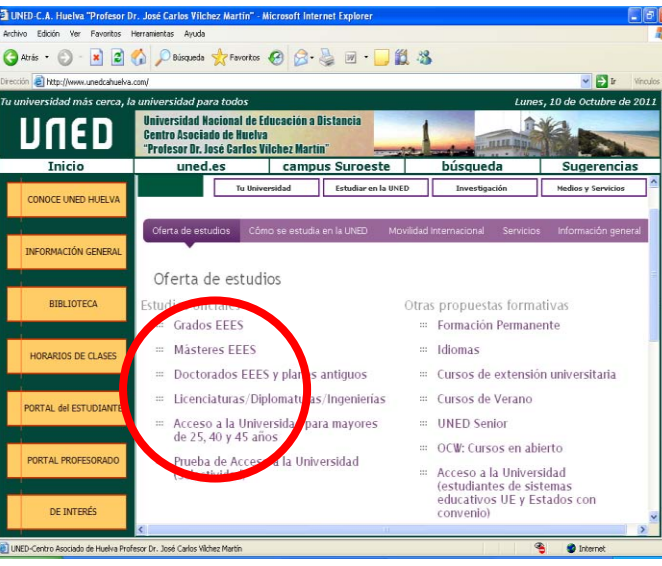 UNED-C.A. Huelva "Profesor Dr. José Carlos Vílchez Martín" - Microsoft Internet Explorer
Archivo Edición Ver Favoritos Herramientas Ayuda
Atrás Búsqueda Favoritos
Dirección http://www.unedcahuelva.com/ Ir Vínculos
Tu universidad más cerca, la universidad para todos Lunes, 10 de Octubre de 2011
UNED
Universidad Nacional de Educación a Distancia
Centro Asociado de Huelva
"Profesor Dr. José Carlos Vílchez Martín"
Inicio uned.es campus Suroeste búsqueda Sugerencias
Tu Universidad Estudiar en la UNED Investigación Medios y Servicios
CONOCE UNED HUELVA
INFORMACIÓN GENERAL
BIBLIOTECA
HORARIOS DE CLASES
PORTAL del ESTUDIANTE
PORTAL PROFESORADO
DE INTERÉS
Oferta de estudios Cómo se estudia en la UNED Movilidad Internacional Servicios Información general
Oferta de estudios
Estudios oficiales
Grados EEES
Másteres EEES
Doctorados EEES y planes antiguos
Licenciaturas/Diplomaturas/Ingenierías
Acceso a la Universidad para mayores
de 25, 40 y 45 años
Prueba de Acceso a la Universidad
Otras propuestas formativas
Formación Permanente
Idiomas
Cursos de extensión universitaria
Cursos de Verano
UNED Senior
OCW: Cursos en abierto
Acceso a la Universidad
(estudiantes de sistemas
educativos UE y Estados con
convenio)
UNED-Centro Asociado de Huelva Profesor Dr. José Carlos Vílchez Martín Internet